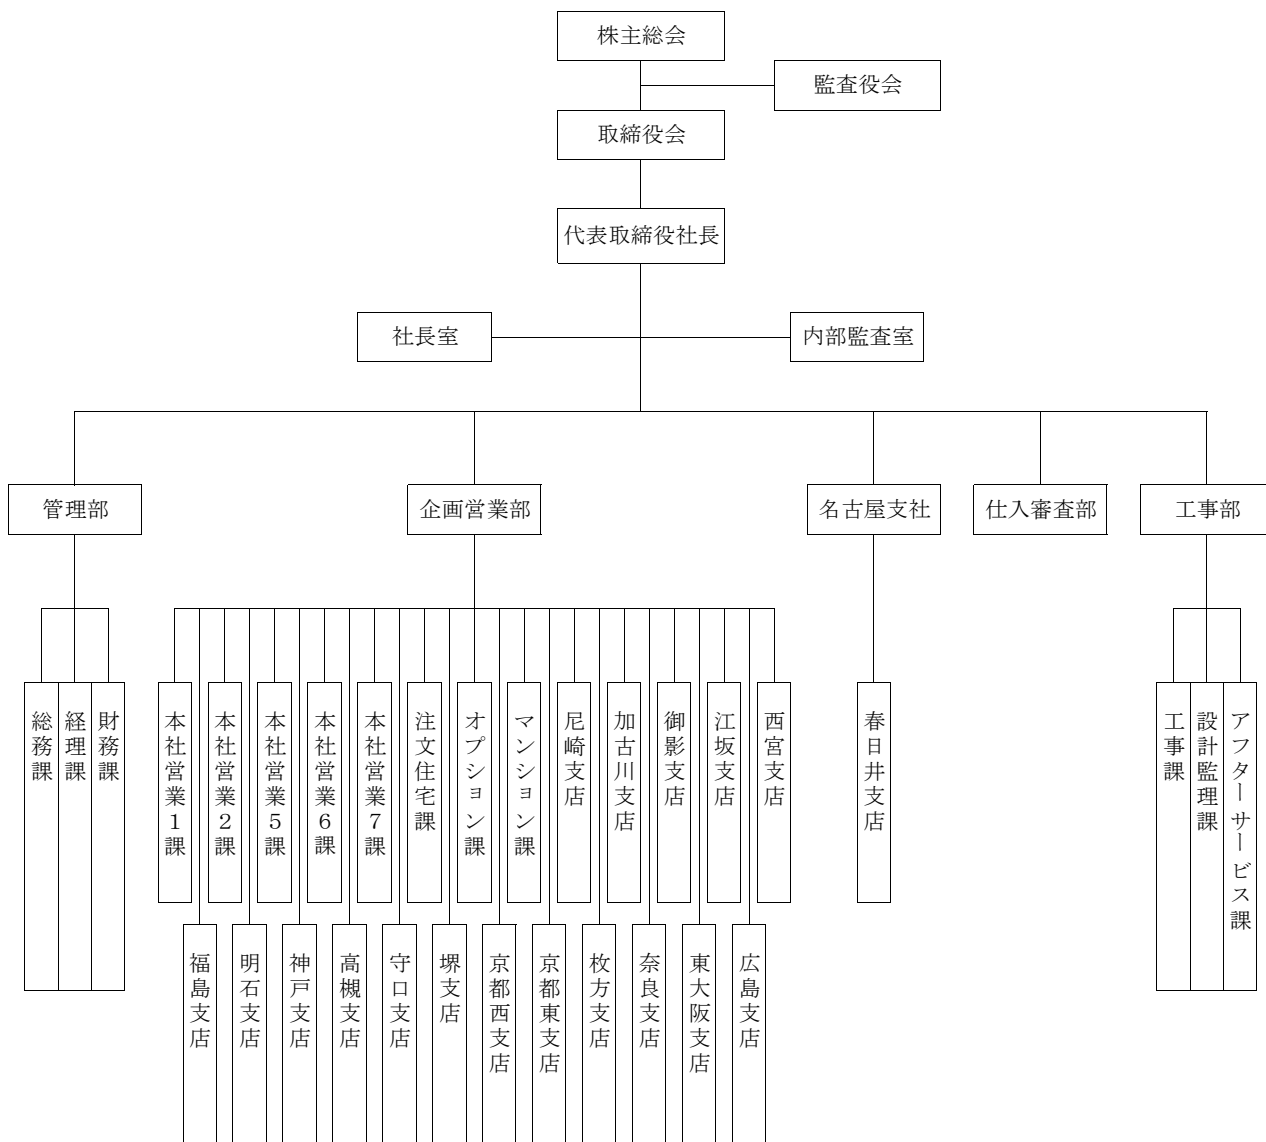 株主総会
監査役会
取締役会
代表取締役社長
社長室
内部監査室
管理部
企画営業部
名古屋支社
仕入審査部
工事部
総務課
経理課
財務課
本社営業1課
本社営業2課
本社営業5課
本社営業6課
本社営業7課
注文住宅課
オプション課
マンション課
尼崎支店
加古川支店
御影支店
江坂支店
西宮支店
春日井支店
工事課
設計監理課
アフターサービス課
福島支店
明石支店
神戸支店
高槻支店
守口支店
堺支店
京都西支店
京都東支店
枚方支店
奈良支店
東大阪支店
広島支店